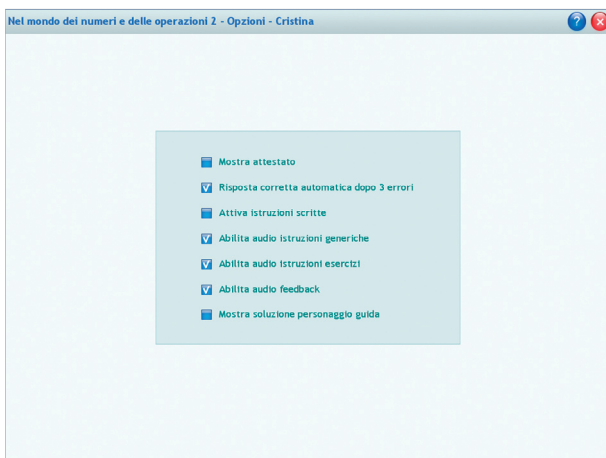 Nel mondo dei numeri e delle operazioni 2 - Opzioni - Cristina
?
Mostra attestato
Risposta corretta automatica dopo 3 errori
Attiva istruzioni scritte
Abilita audio istruzioni generiche
Abilita audio istruzioni esercizi
Abilita audio feedback
Mostra soluzione personaggio guida